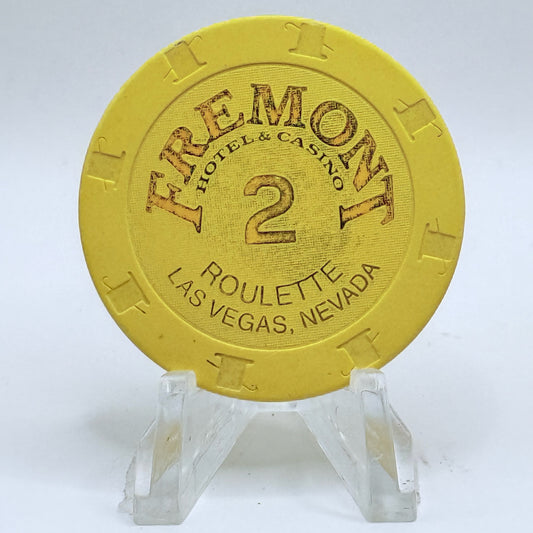 FREMONT
HOTEL & CASINO
2
ROULETTE
LAS VEGAS, NEVADA